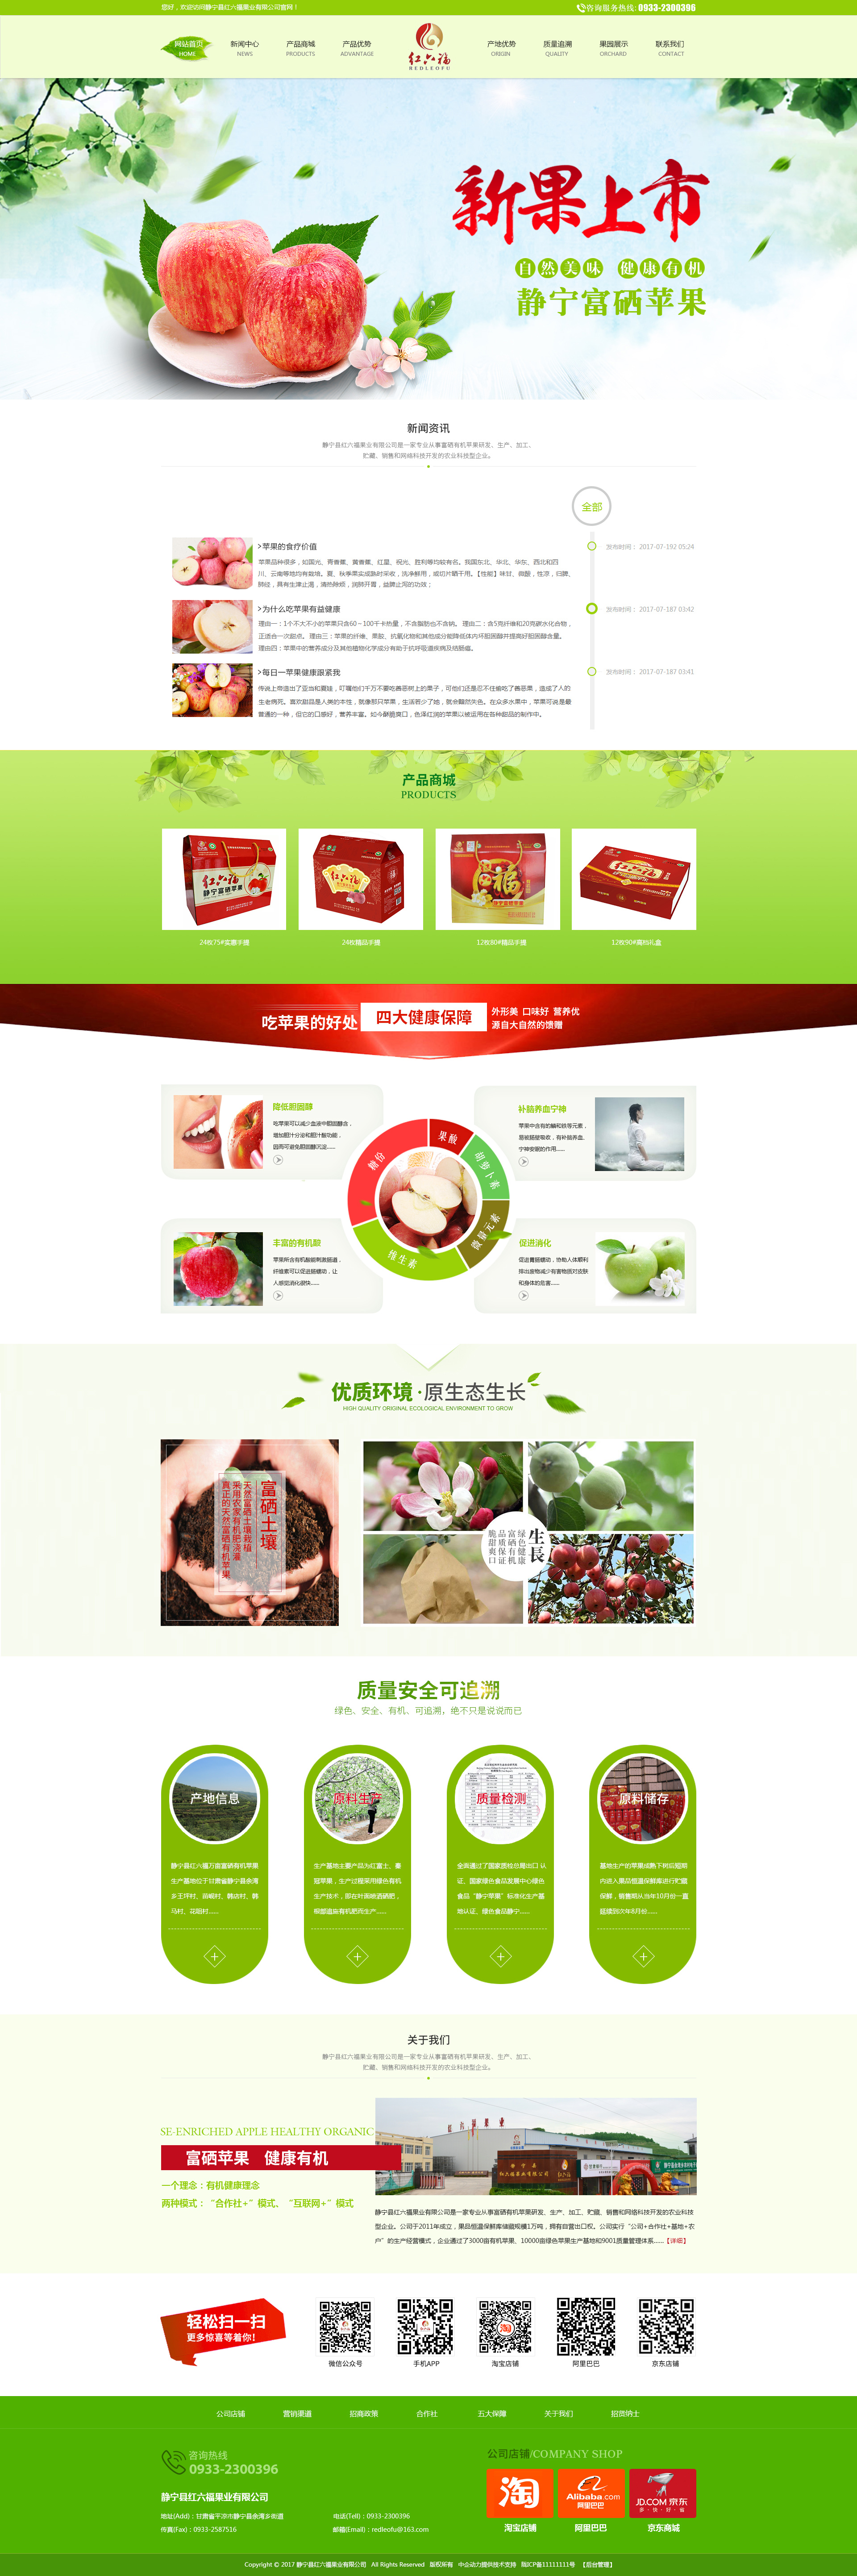 您好，欢迎访问静宁县红六福果业有限公司官网！
咨询服务热线: 0933-2300396
网站首页
HOME
新闻中心
NEWS
产品商城
PRODUCTS
产品优势
ADVANTAGE
红六福
REDLEOFU
产地优势
ORIGIN
质量追溯
QUALITY
果园展示
ORCHARD
联系我们
CONTACT
新果上市
自然美味 健康有机
静宁富硒苹果
新闻资讯
静宁县红六福果业有限公司是一家专业从事富硒有机苹果研发、生产、加工、
贮藏、销售和网络科技开发的农业科技型企业。
全部
苹果的食疗价值
发布时间： 2017-07-192 05:24
苹果品种很多，如国光、青香蕉、黄香蕉、红星、祝光、胜利等均较有名。我国东北、华北、华东、西北和四
川、云南等地均有栽培。夏、秋季果实成熟时采收，洗净鲜用，或切片晒干用。【性能】味甘、微酸，性凉，归脾、
肺经，具有生津止渴，清热除烦，润肺开胃，益脾止泻的功效；
为什么吃苹果有益健康
发布时间： 2017-07-187 03:42
理由一：1个不大不小的苹果只含60－100千卡热量，不含脂肪也不含钠。 理由二：含5克纤维和20克碳水化合物，
正适合一次甜点。 理由三：苹果的纤维、果胶、抗氧化物和其他成分能降低体内坏胆固醇并提高好胆固醇含量。
理由四：苹果中的营养成分及其他植物化学成分有助于抗呼吸道疾病及结肠癌。
每日一苹果健康跟紧我
发布时间： 2017-07-187 03:41
传说上帝造出了亚当和夏娃，叮嘱他们千万不要吃善恶树上的果子，可他们还是忍不住偷吃了善恶果，造成了人的
生老病死。喜欢甜品是人类的本性，就像那只苹果，生活若少了她，就会黯然失色。在众多水果中，苹果可说是最
普通的一种，但它的口感好，营养丰富。如今酥脆爽口，色泽红润的苹果以被运用在各种甜品的制作中。
产品商城
PRODUCTS
红六福
静宁富硒苹果
红六福
福
红六福
24枚75#实惠手提
24枚精品手提
12枚80#精品手提
12枚90#高档礼盒
吃苹果的好处
四大健康保障
外形美 口味好 营养优
源自大自然的馈赠
降低胆固醇
吃苹果可以减少血液中胆固醇含，
增加胆汁分泌和胆汁酸功能，
因而可避免胆固醇沉淀......
补脑养血宁神
苹果中含有的磷和铁等元素，
易被肠壁吸收，有补脑养血、
宁神安眠的作用......
糖份
果酸
胡萝卜素
微量元素
维生素
丰富的有机酸
苹果所含有机酸能刺激肠道，
纤维素可以促进肠蠕动，让
人感觉消化很快......
促进消化
促进胃肠蠕动，协助人体顺利
排出废物减少有害物质对皮肤
和身体的危害......
优质环境·原生态生长
HIGH QUALITY ORIGINAL ECOLOGICAL ENVIRONMENT TO GROW
富硒土壤
天然富硒土壤栽植
采用农家有机肥浇灌
真正的天然富硒有机苹果
生長
绿色健康
富硒有机
品质保证
脆甜爽口
质量安全可追溯
绿色、安全、有机、可追溯，绝不只是说说而已
产地信息
静宁县红六福万亩富硒有机苹果
生产基地位于甘肃省静宁县余湾
乡王坪村、
马村、花阳村......
原料生产
生产基地主要产品为红富士、秦
冠苹果，生产过程采用绿色有机
生产技术，即在叶面喷洒硒肥，
根部追施有机肥而生产......
质量检测
全面通过了国家质检总局出口 认
证、国家绿色食品发展中心绿色
食品“静宁苹果”标准化生产基
地认证、绿色食品静宁......
原料储存
基地生产的苹果成熟下树后短期
内进入果品恒温保鲜库进行贮藏
保鲜，销售期从当年10月份一直
延续到次年8月份......
关于我们
静宁县红六福果业有限公司是一家专业从事富硒有机苹果研发、生产、加工、
贮藏、销售和网络科技开发的农业科技型企业。
SE-ENRICHED APPLE HEALTHY ORGANIC
富硒苹果 健康有机
一个理念：有机健康理念
两种模式：“合作社+”模式、“互联网+”模式
红六福果业
静宁县
红六福果业有限公司
静宁县红六福果业有限公司是一家专业从事富硒有机苹果研发、生产、加工、贮藏、销售和网络科技开发的农业科技
型企业。公司于2011年成立，果品恒温保鲜库储藏规模1万吨，拥有自营出口权。公司实行“公司+合作社+基地+农
户”的生产经营模式，企业通过了3000亩有机苹果、10000亩绿色苹果生产基地和9001质量管理体系......【详细】
轻松扫一扫
更多惊喜等着你！
微信公众号
手机APP
淘
淘宝店铺
阿里巴巴
京东店铺
公司店铺
营销渠道
招商政策
合作社
五大保障
关于我们
招贤纳士
咨询热线
0933-2300396
公司店铺/COMPANY SHOP
静宁县红六福果业有限公司
地址(Add)：甘肃省平凉市静宁县余湾乡街道
电话(Tell)：0933-2300396
传真(Fax)：0933-2587516
邮箱(Email)：redleofu@163.com
淘
Alibaba.com
阿里巴巴
JD.COM 京东
多·快·好·省
淘宝店铺
阿里巴巴
京东商城
Copyright © 2017 静宁县红六福果业有限公司 All Rights Reserved 版权所有 中企动力提供技术支持 陇ICP备11111111号 【后台管理】